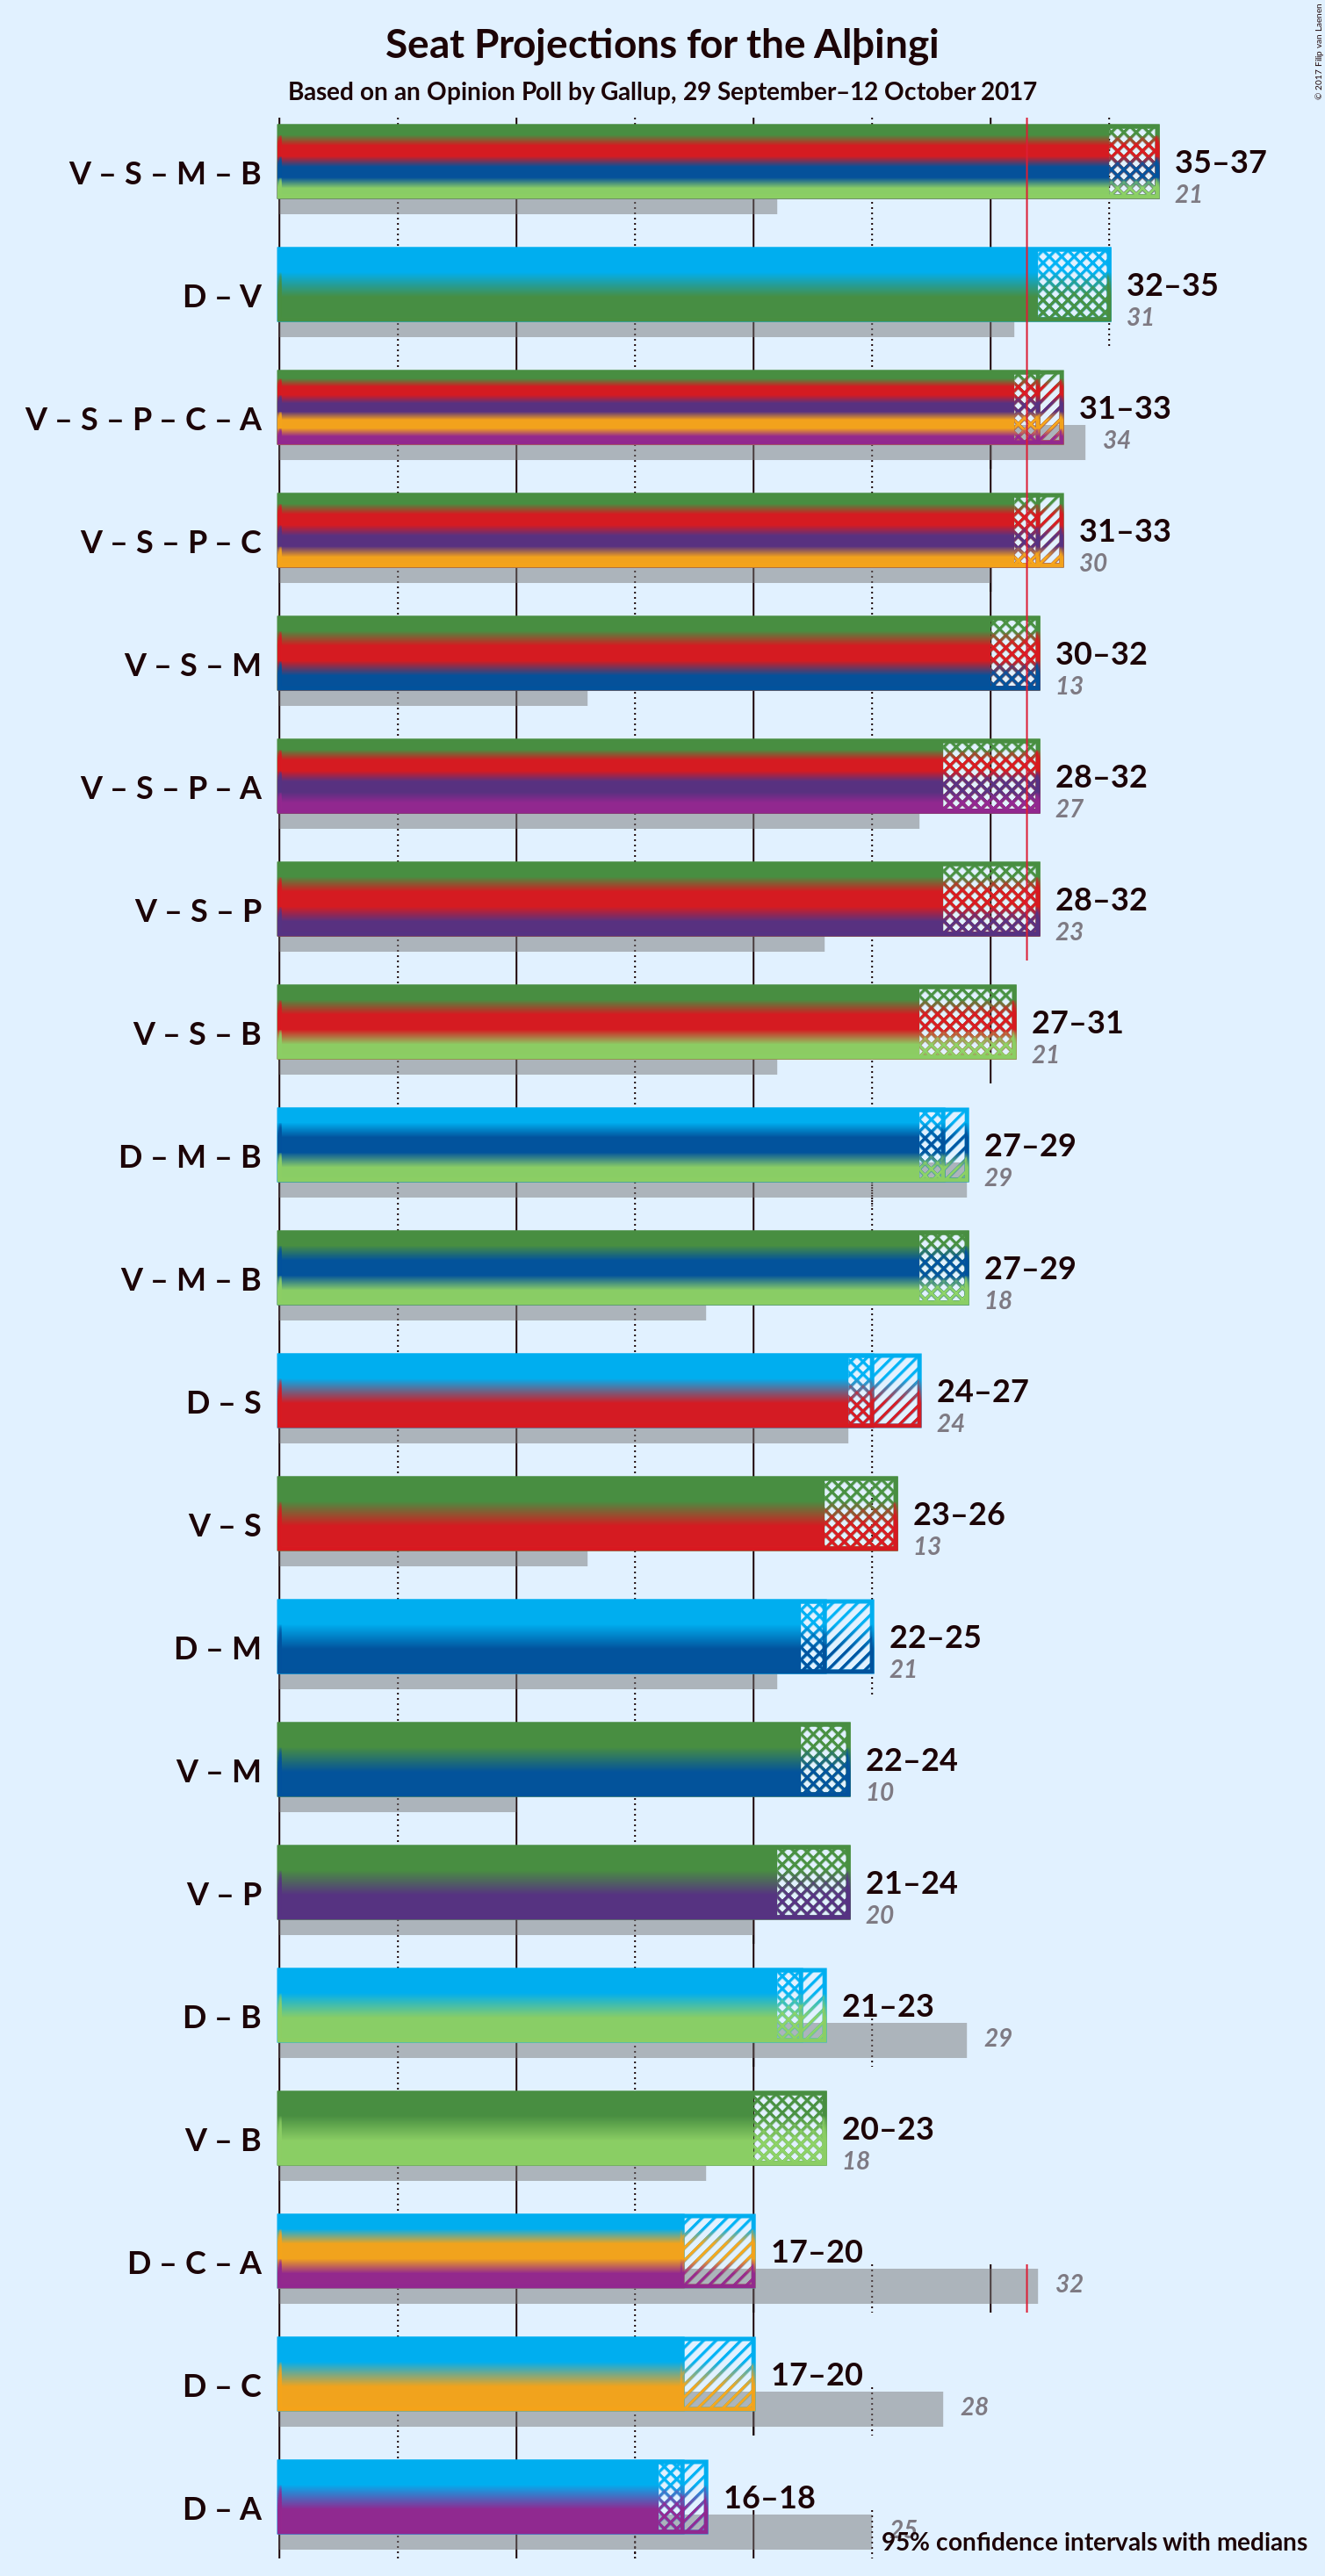 Seat Projections for the Alþingi
Based on an Opinion Poll by Gallup, 29 September–12 October 2017
© 2017 Filip van Laenen
V – S – M – B
35–37
21
D – V
32–35
31
V – S – P – C – A
31–33
34
V – S – P – C
31–33
30
V – S – M
30–32
13
V – S – P – A
28–32
27
V – S – P
28–32
23
V – S – B
27–31
21
D – M – B
27–29
29
V – M – B
27–29
18
D – S
24–27
24
V – S
23–26
13
D – M
22–25
21
V – M
22–24
10
V – P
21–24
20
D – B
21–23
29
V – B
20–23
18
D – C – A
17–20
32
D – C
17–20
28
D – A
16–18
25
95% confidence intervals with medians